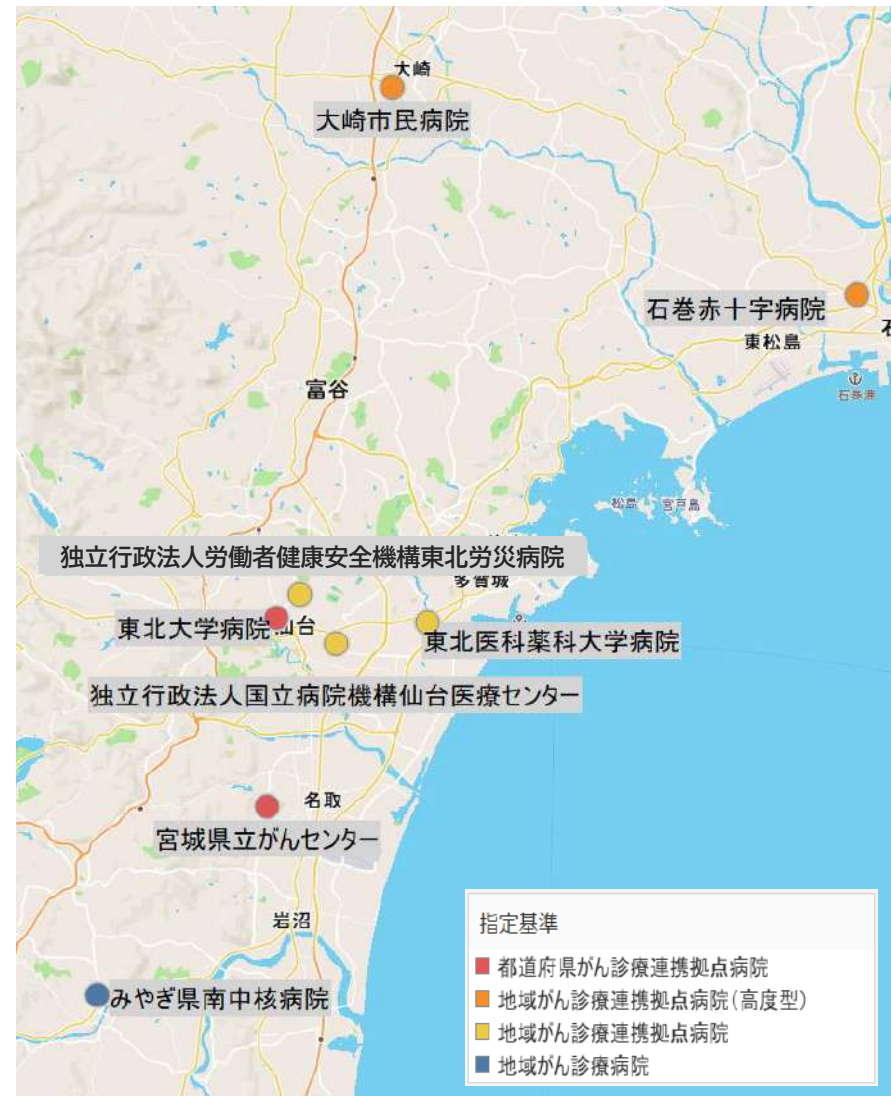 大崎
大崎市民病院
石巻赤十字病院
東松島
石巻港
富谷
松島
宮戸島
独立行政法人労働者健康安全機構東北労災病院
多賀城
東北大学病院
仙台
東北医科薬科大学病院
独立行政法人国立病院機構仙台医療センター
名取
宮城県立がんセンター
岩沼
みやぎ県南中核病院
指定基準
都道府県がん診療連携拠点病院
地域がん診療連携拠点病院(高度型)
地域がん診療連携拠点病院
地域がん診療病院